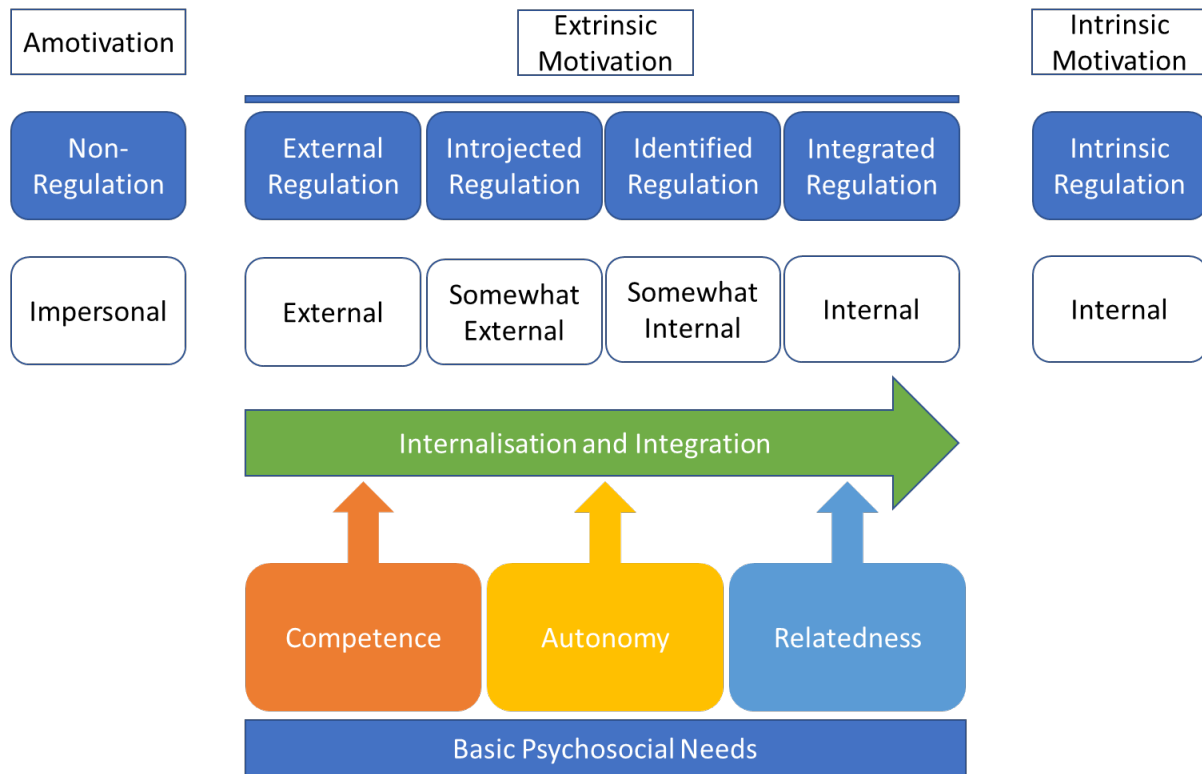 Amotivation
Extrinsic
Motivation
Intrinsic
Motivation
Non-
Regulation
External
Regulation
Introjected
Regulation
Identified
Regulation
Integrated
Regulation
Intrinsic
Regulation
Impersonal
External
Somewhat
External
Somewhat
Internal
Internal
Internal
Internalisation and Integration
Competence
Autonomy
Relatedness
Basic Psychosocial Needs